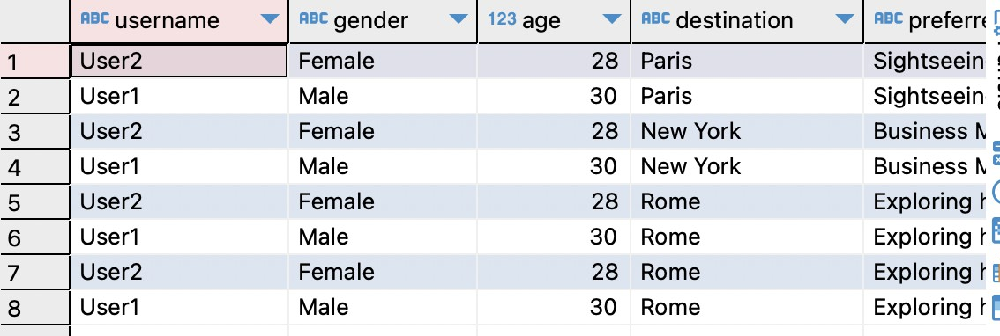 ABC username ABC gender 123 age ABC destination ABC preferre
1 User2 Female 28 Paris Sightseein
2 User1 Male 30 Paris Sightseein
3 User2 Female 28 New York Business M
4 User1 Male 30 New York Business M
5 User2 Female 28 Rome Exploring h
6 User1 Male 30 Rome Exploring h
7 User2 Female 28 Rome Exploring h
8 User1 Male 30 Rome Exploring h